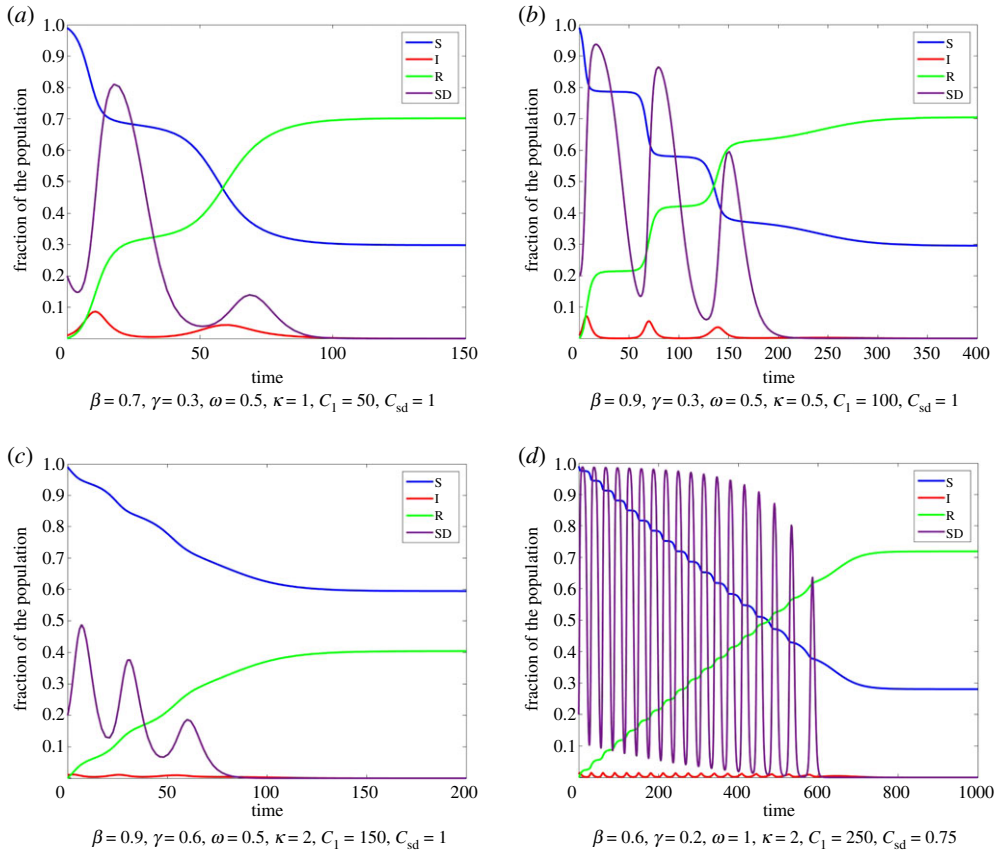 (a)
1.0
0.9
0.8
0.7
0.6
0.5
0.4
0.3
0.2
0.1
fraction of the population
S
I
R
SD
0 50 100 150
time
β = 0.7, γ = 0.3, ω = 0.5, κ = 1, C1 = 50, Csd = 1
(b)
1.0
0.9
0.8
0.7
0.6
0.5
0.4
0.3
0.2
0.1
fraction of the population
S
I
R
SD
0 50 100 150 200 250 300 350 400
time
β = 0.9, γ = 0.3, ω = 0.5, κ = 0.5, C1 = 100, Csd = 1
(c)
1.0
0.9
0.8
0.7
0.6
0.5
0.4
0.3
0.2
0.1
fraction of the population
S
I
R
SD
0 50 100 150 200
time
β = 0.9, γ = 0.6, ω = 0.5, κ = 2, C1 = 150, Csd = 1
(d)
1.0
0.9
0.8
0.7
0.6
0.5
0.4
0.3
0.2
0.1
fraction of the population
S
I
R
SD
0 200 400 600 800 1000
time
β = 0.6, γ = 0.2, ω = 1, κ = 2, C1 = 250, Csd = 0.75